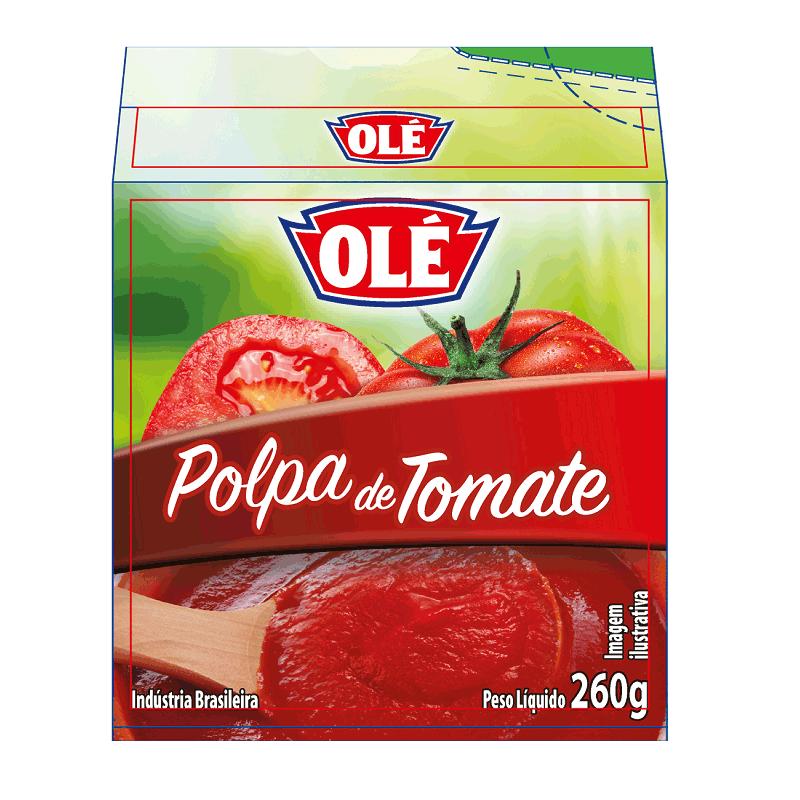 OLÉ
OLÉ
Polpa de Tomate
Imagem
ilustrativa
Indústria Brasileira
Peso Líquido 260g